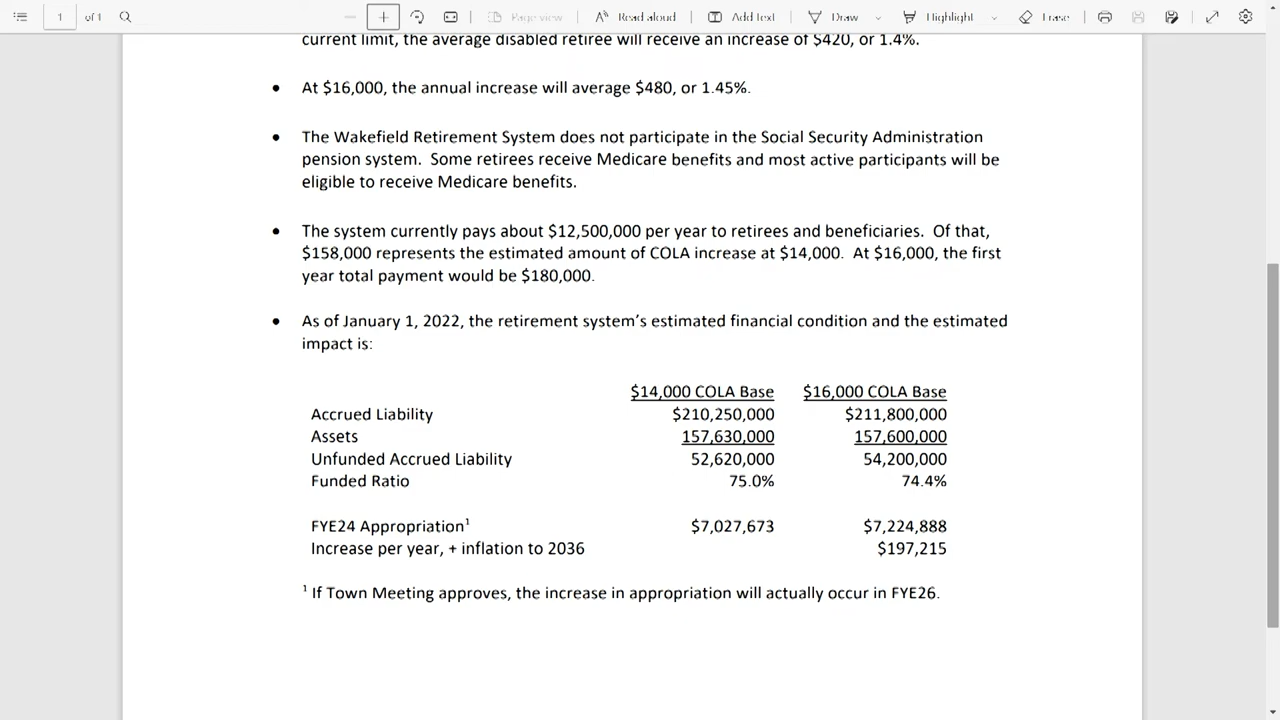 1 of 1 Page view Read aloud Add text Draw Highlight Erase
current limit, the average disabled retiree will receive an increase of $420, or 1.4%.
• At $16,000, the annual increase will average $480, or 1.45%.
• The Wakefield Retirement System does not participate in the Social Security Administration
pension system. Some retirees receive Medicare benefits and most active participants will be
eligible to receive Medicare benefits.
• The system currently pays about $12,500,000 per year to retirees and beneficiaries. Of that,
$158,000 represents the estimated amount of COLA increase at $14,000. At $16,000, the first
year total payment would be $180,000.
• As of January 1, 2022, the retirement system’s estimated financial condition and the estimated
impact is:
$14,000 COLA Base $16,000 COLA Base
Accrued Liability $210,250,000 $211,800,000
Assets 157,630,000 157,600,000
Unfunded Accrued Liability 52,620,000 54,200,000
Funded Ratio 75.0% 74.4%
FYE24 Appropriation¹ $7,027,673 $7,224,888
Increase per year, + inflation to 2036 $197,215
¹ If Town Meeting approves, the increase in appropriation will actually occur in FYE26.